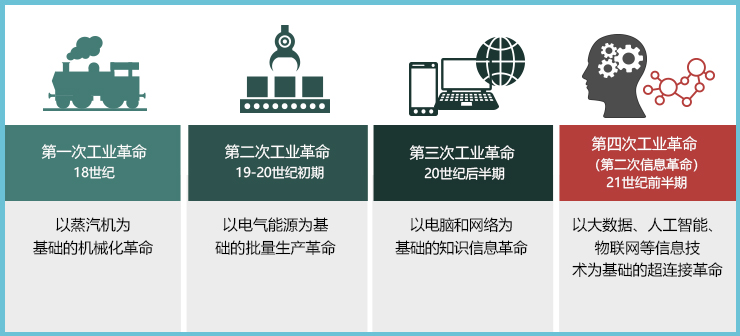 第一次工业革命
18世纪
以蒸汽机为
基础的机械化革命
第二次工业革命
19-20世纪初期
以电气能源为基
础的批量生产革命
第三次工业革命
20世纪后半期
以电脑和网络为
基础的知识信息革命
第四次工业革命
（第二次信息革命）
21世纪前半期
以大数据、人工智能、
物联网等信息技
术为基础的超连接革命